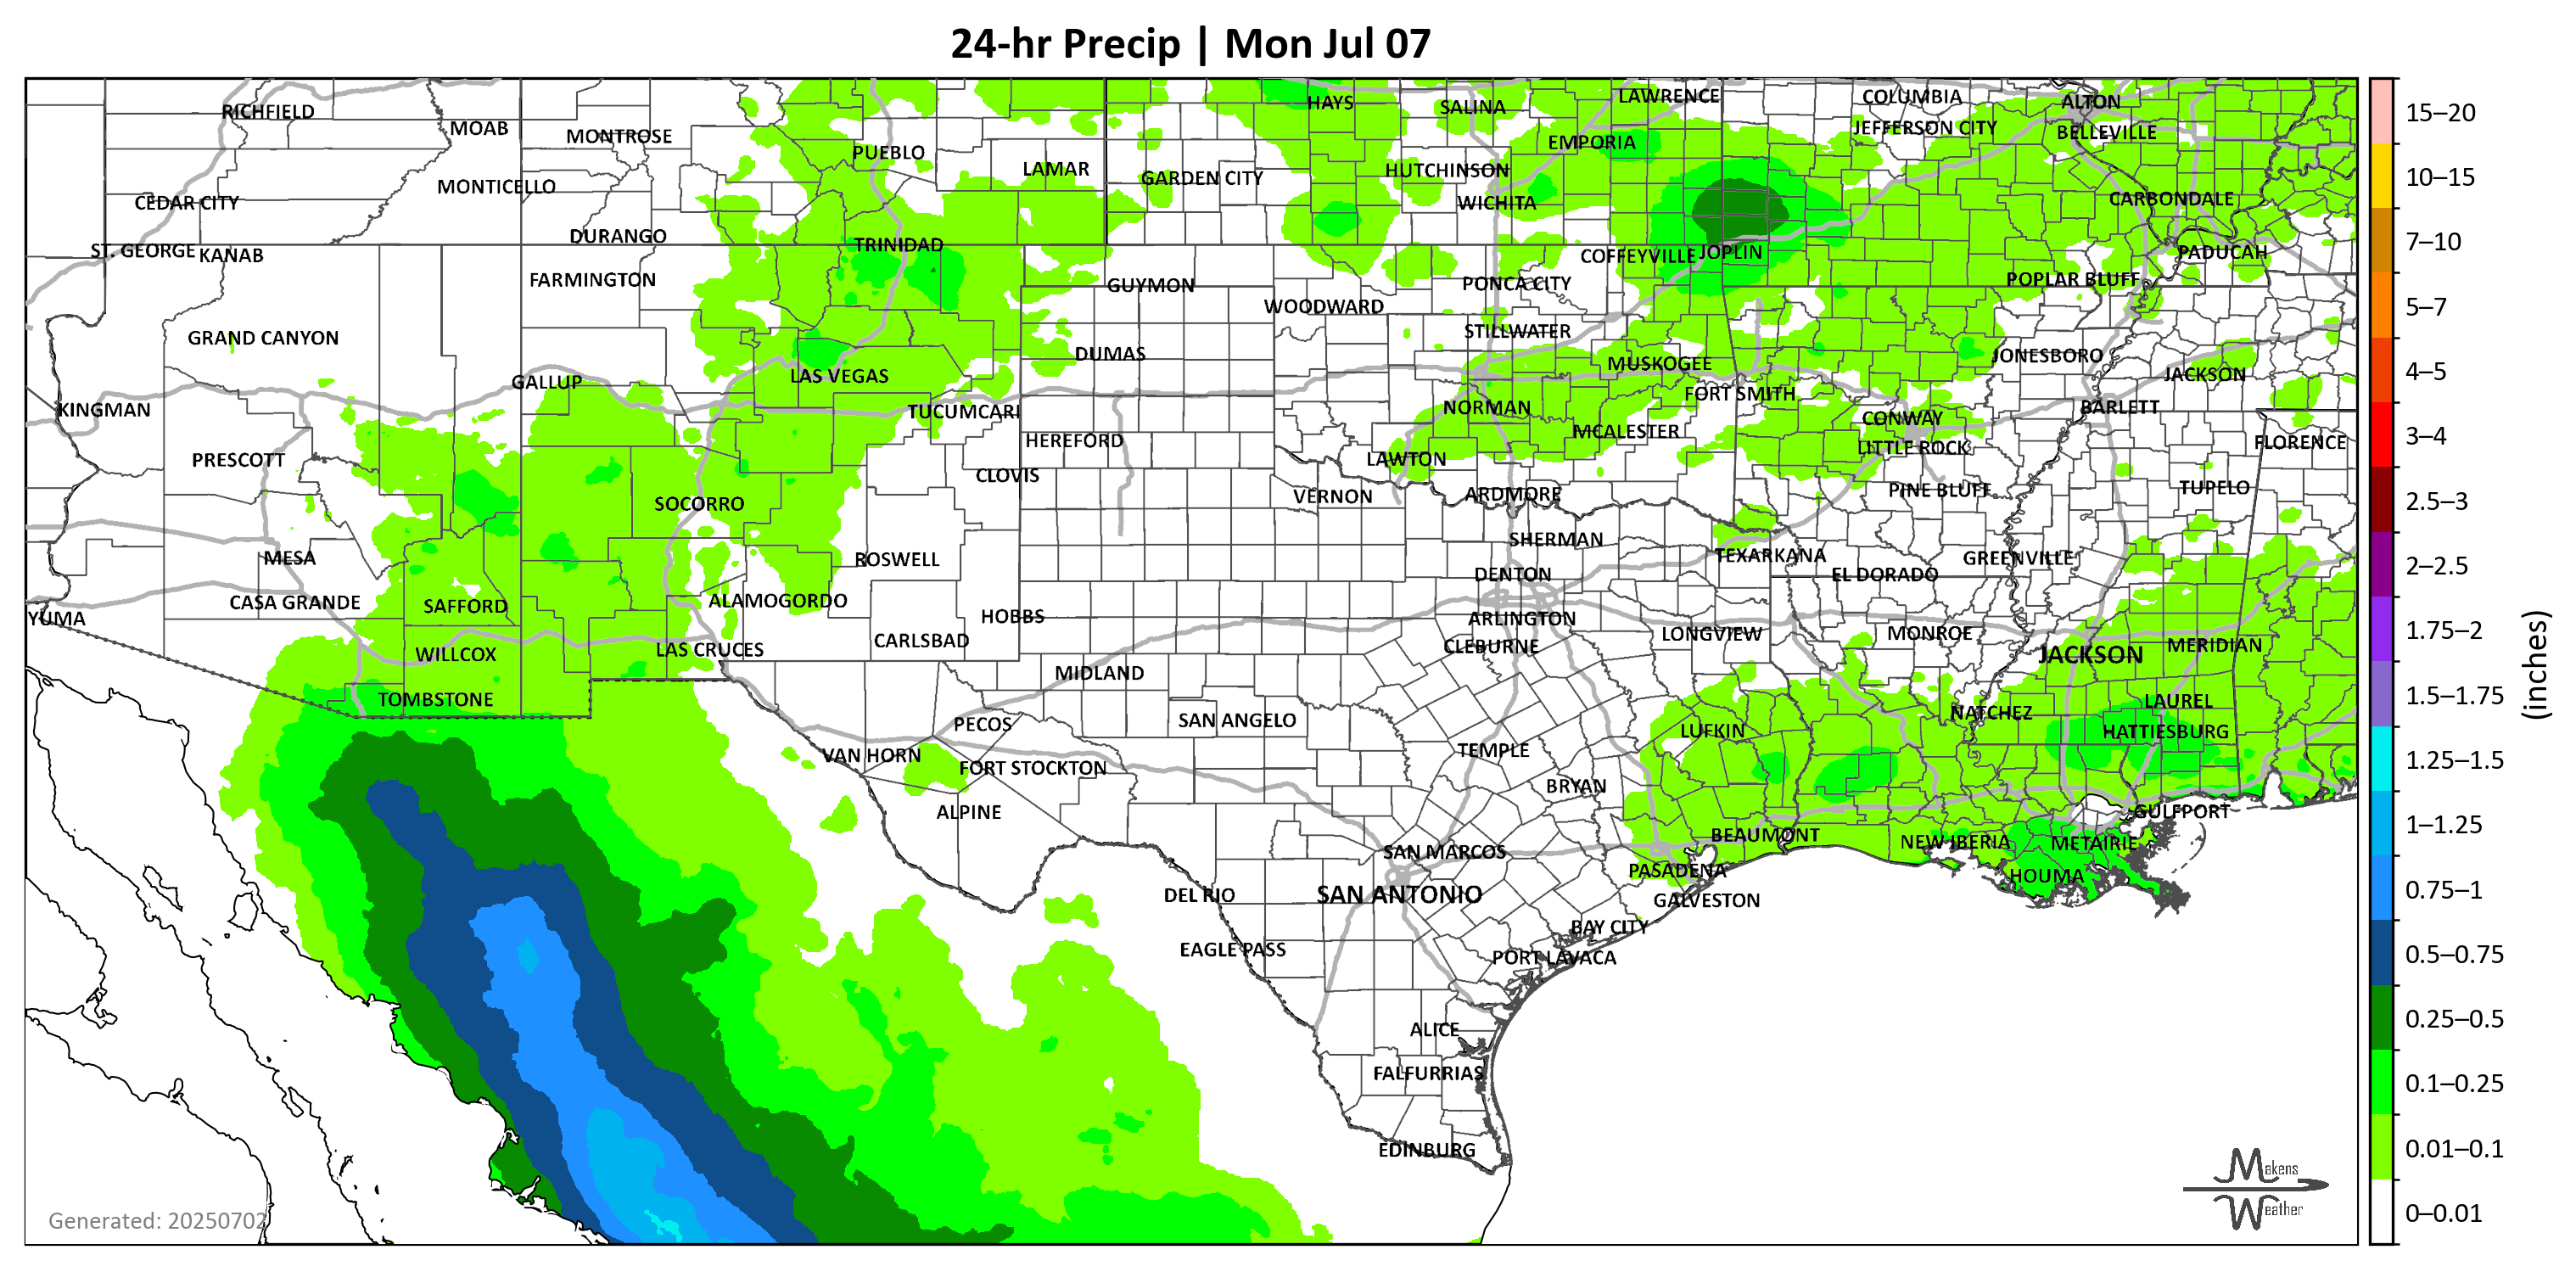 24-hr Precip | Mon Jul 07
RICHFIELD
MOAB
MONTROSE
PUEBLO
LAMAR
GARDEN CITY
HAYS
SALINA
LAWRENCE
COLUMBIA
ALTON
JEFFERSON CITY
BELLEVILLE
EMPORIA
HUTCHINSON
MONTICELLO
CEDAR CITY
WICHITA
CARBONDALE
DURANGO
TRINIDAD
ST. GEORGE
KANAB
COFFEYVILLE
JOPLIN
PADUCAH
FARMINGTON
GUYMON
PONCA CITY
POPLAR BLUFF
WOODWARD
GRAND CANYON
STILLWATER
DUMAS
JONESBORO
MUSKOGEE
LAS VEGAS
JACKSON
GALLUP
FORT SMITH
KINGMAN
TUCUMCARI
NORMAN
BARLETT
CONWAY
HEREFORD
MCALESTER
LITTLE ROCK
FLORENCE
PRESCOTT
LAWTON
CLOVIS
SOCORRO
VERNON
ARDMORE
PINE BLUFF
TUPELO
SHERMAN
MESA
ROSWELL
TEXARKANA
GREENVILLE
DENTON
EL DORADO
CASA GRANDE
SAFFORD
ALAMOGORDO
HOBBS
ARLINGTON
YUMA
CARLSBAD
CLEBURNE
LONGVIEW
MONROE
MERIDIAN
WILLCOX
LAS CRUCES
JACKSON
MIDLAND
TOMBSTONE
LAUREL
PECOS
SAN ANGELO
NATCHEZ
LUFKIN
HATTIESBURG
VAN HORN
FORT STOCKTON
TEMPLE
BRYAN
ALPINE
GULFPORT
BEAUMONT
NEW IBERIA
METAIRIE
SAN MARCOS
PASADENA
HOUMA
DEL RIO
SAN ANTONIO
GALVESTON
BAY CITY
EAGLE PASS
PORT LAVACA
ALICE
FALFURRIAS
EDINBURG
Generated: 20250702
Makens
Weather
15–20
10–15
7–10
5–7
4–5
3–4
2.5–3
2–2.5
1.75–2
1.5–1.75
1.25–1.5
1–1.25
0.75–1
0.5–0.75
0.25–0.5
0.1–0.25
0.01–0.1
0–0.01
(inches)